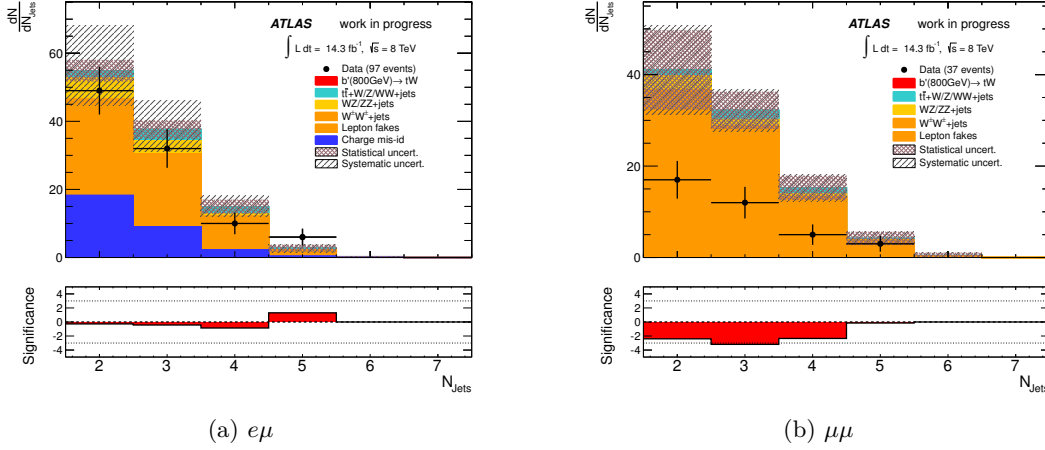 dN
dN_Jets
ATLAS work in progress
∫ L dt = 14.3 fb⁻¹, √s = 8 TeV
Data (97 events)
b'(800GeV)→ tW
tt̄+W/Z/WW+jets
WZ/ZZ+jets
W±W±+jets
Lepton fakes
Charge mis-id
Statistical uncert.
Systematic uncert.
60
40
20
0
Significance
4
2
0
-2
-4
2 3 4 5 6 7
N_Jets
(a) eμ
dN
dN_Jets
ATLAS work in progress
∫ L dt = 14.3 fb⁻¹, √s = 8 TeV
Data (37 events)
b'(800GeV)→ tW
tt̄+W/Z/WW+jets
WZ/ZZ+jets
W±W±+jets
Lepton fakes
Statistical uncert.
Systematic uncert.
40
20
0
Significance
4
2
0
-2
-4
2 3 4 5 6 7
N_Jets
(b) μμ